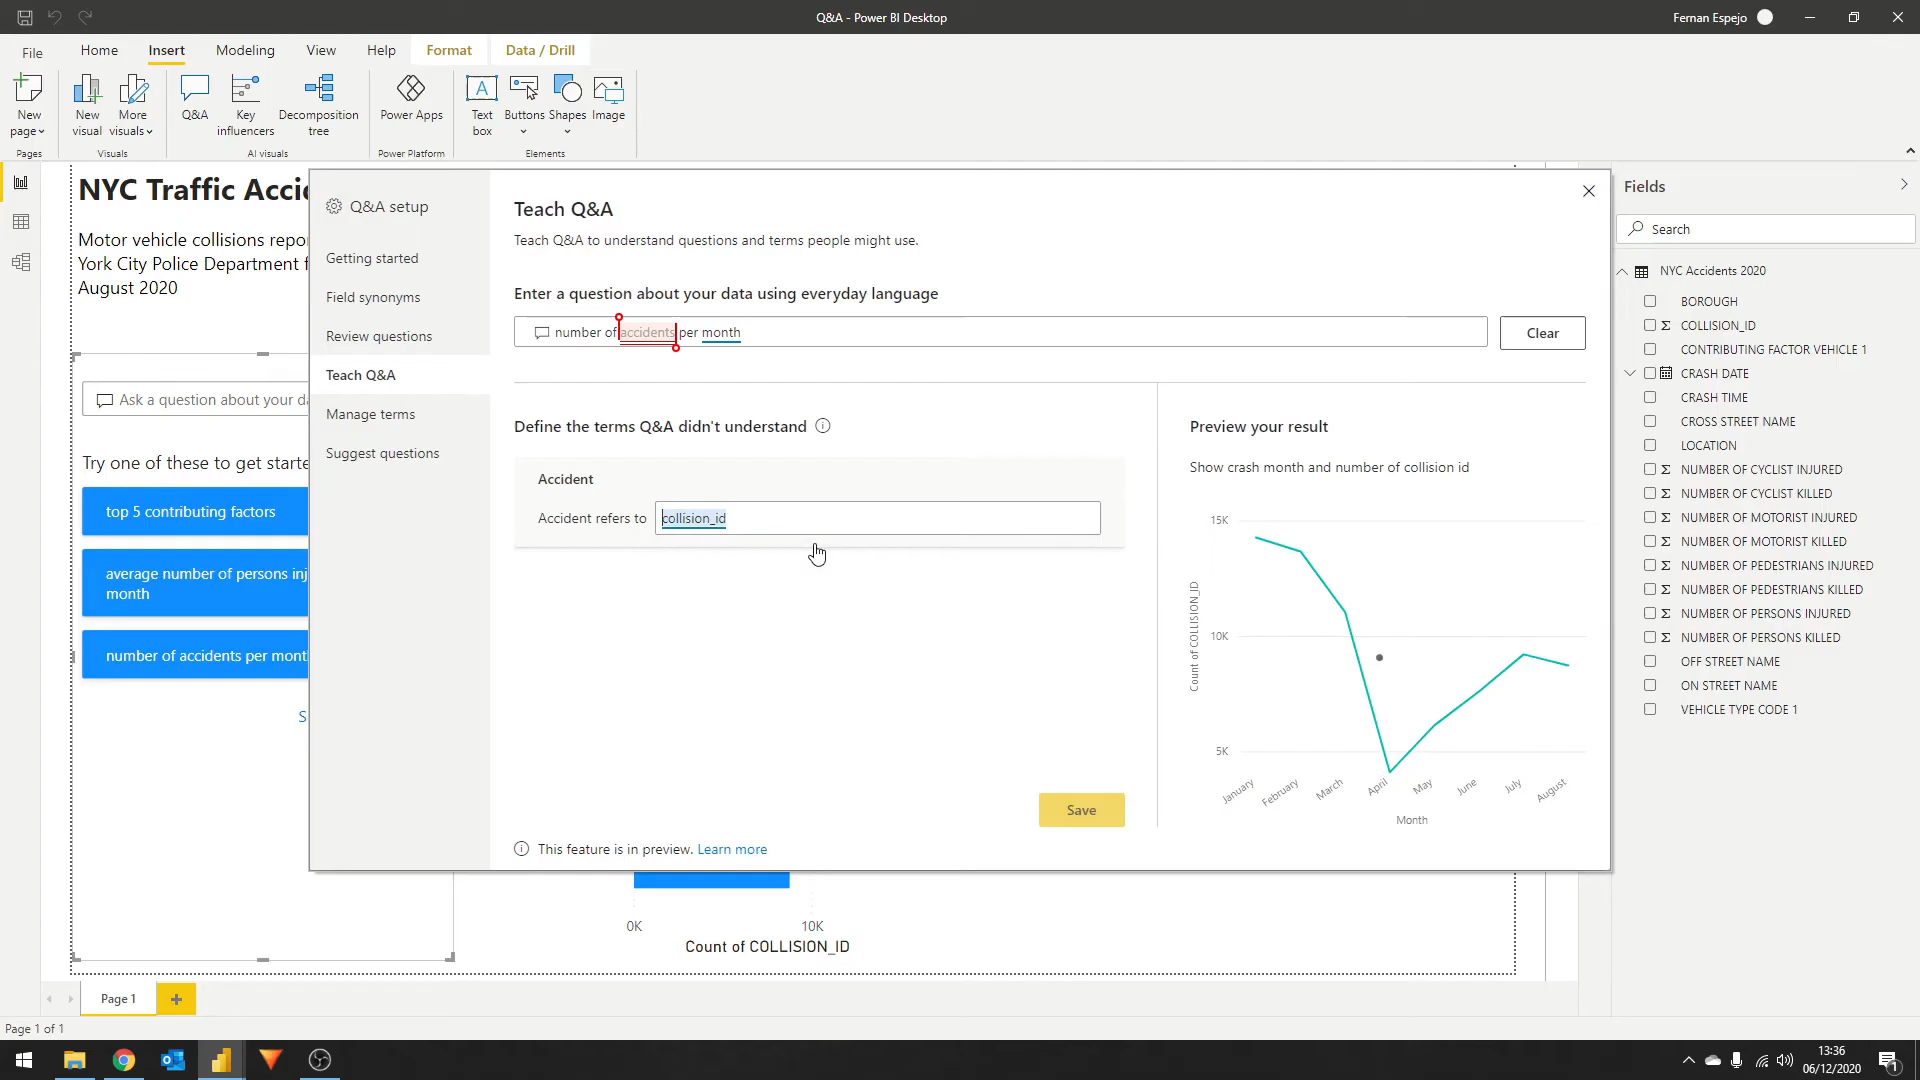 Q&A - Power BI Desktop
Fernan Espejo
File
Home
Insert
Modeling
View
Help
Format
Data / Drill
New page
New visual
More visuals
Q&A
Key influencers
Decomposition tree
Power Apps
Text box
Buttons
Shapes
Image
Pages
Visuals
AI visuals
Power Platform
Elements
NYC Traffic Acci
Motor vehicle collisions repo
York City Police Department f
August 2020
Ask a question about your da
Try one of these to get starte
top 5 contributing factors
average number of persons inj
month
number of accidents per mont
S
Q&A setup
Getting started
Field synonyms
Review questions
Teach Q&A
Manage terms
Suggest questions
Teach Q&A
Teach Q&A to understand questions and terms people might use.
Enter a question about your data using everyday language
number of accidents per month
Clear
Define the terms Q&A didn't understand
Accident
Accident refers to collision_id
Save
This feature is in preview. Learn more
Preview your result
Show crash month and number of collision id
15K
10K
5K
Count of COLLISION_ID
January
February
March
April
May
June
July
August
Month
0K
10K
Count of COLLISION_ID
Fields
Search
NYC Accidents 2020
BOROUGH
COLLISION_ID
CONTRIBUTING FACTOR VEHICLE 1
CRASH DATE
CRASH TIME
CROSS STREET NAME
LOCATION
NUMBER OF CYCLIST INJURED
NUMBER OF CYCLIST KILLED
NUMBER OF MOTORIST INJURED
NUMBER OF MOTORIST KILLED
NUMBER OF PEDESTRIANS INJURED
NUMBER OF PEDESTRIANS KILLED
NUMBER OF PERSONS INJURED
NUMBER OF PERSONS KILLED
OFF STREET NAME
ON STREET NAME
VEHICLE TYPE CODE 1
Page 1
Page 1 of 1
13:36
06/12/2020
1